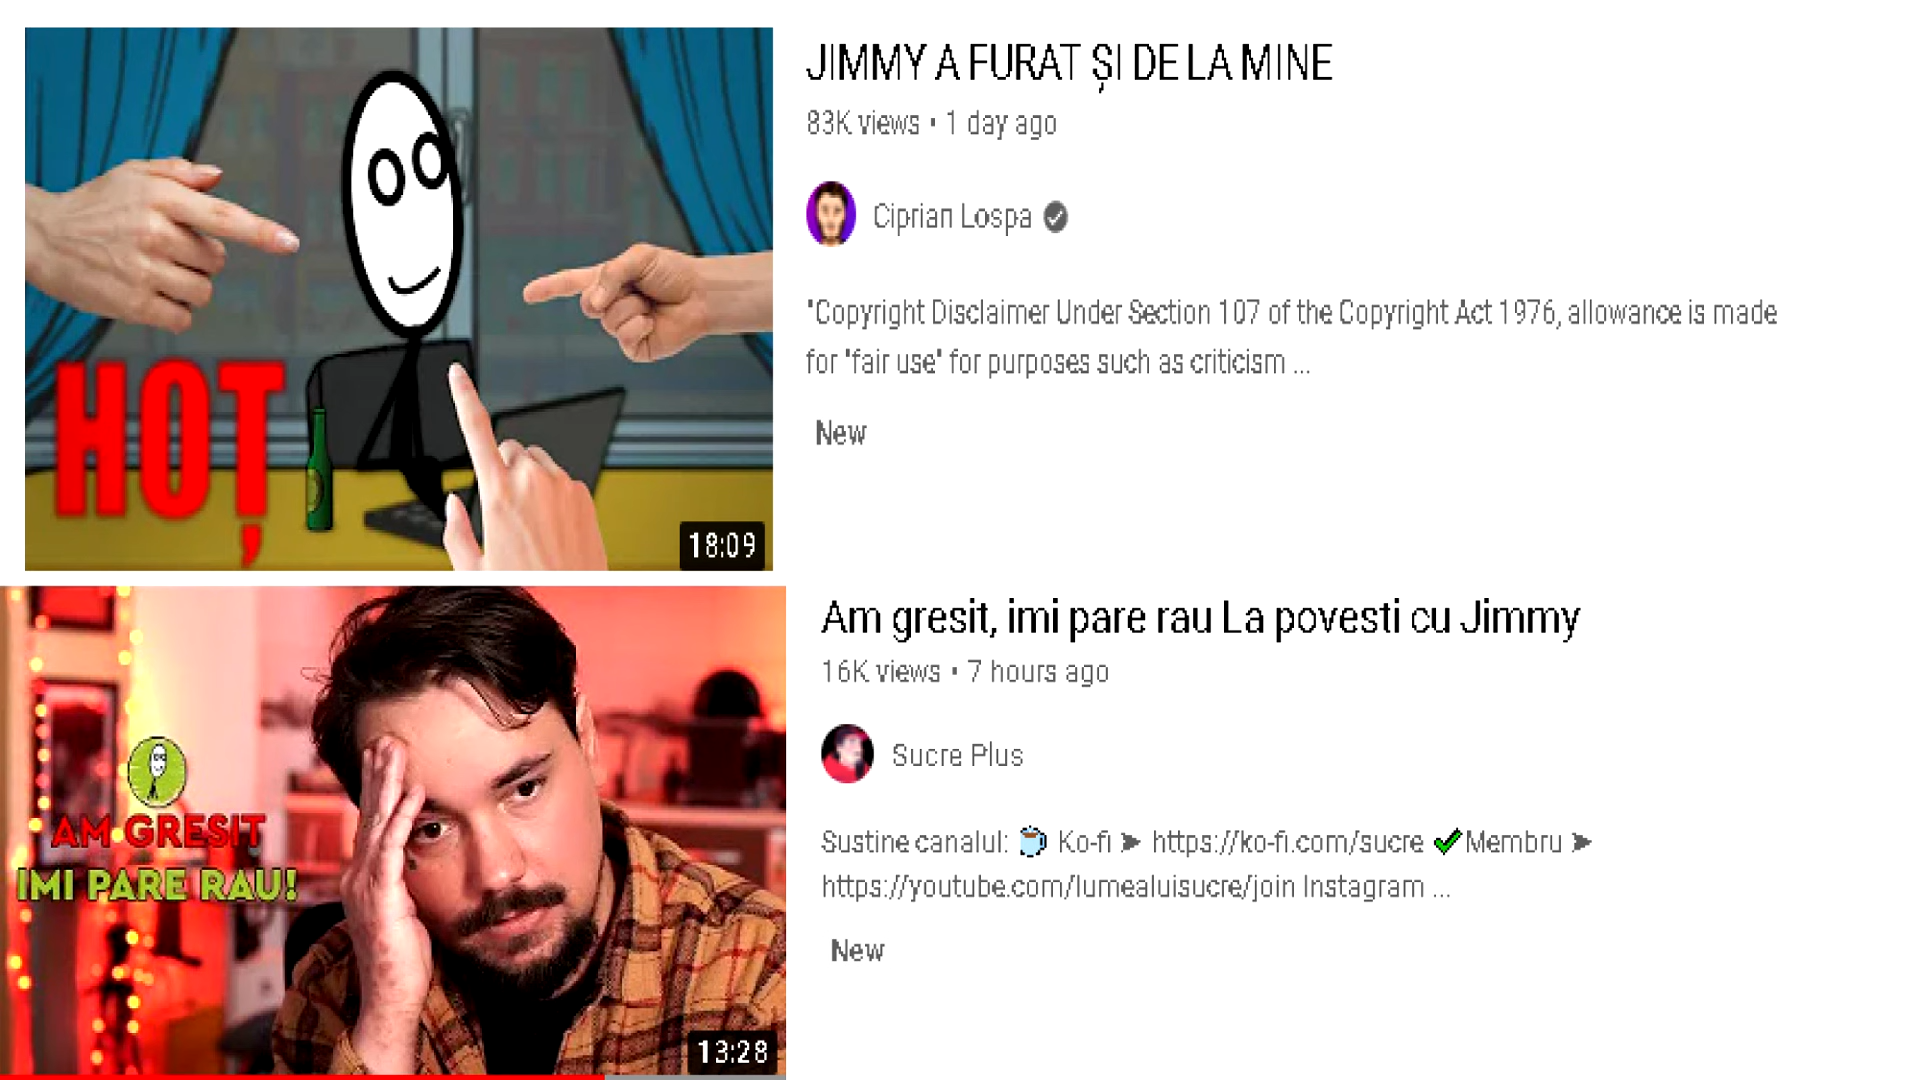 JIMMY A FURAT ȘI DE LA MINE
83K views • 1 day ago
Ciprian Lospa
"Copyright Disclaimer Under Section 107 of the Copyright Act 1976, allowance is made
for "fair use" for purposes such as criticism ...
New
HOȚ
18:09
Am gresit, imi pare rau La povesti cu Jimmy
16K views • 7 hours ago
Sucre Plus
Sustine canalul: ☕ Ko-fi ➤ https://ko-fi.com/sucre ✔Membru ➤
https://youtube.com/lumealuisucre/join Instagram ...
New
AM GRESIT
IMI PARE RAU!
13:28